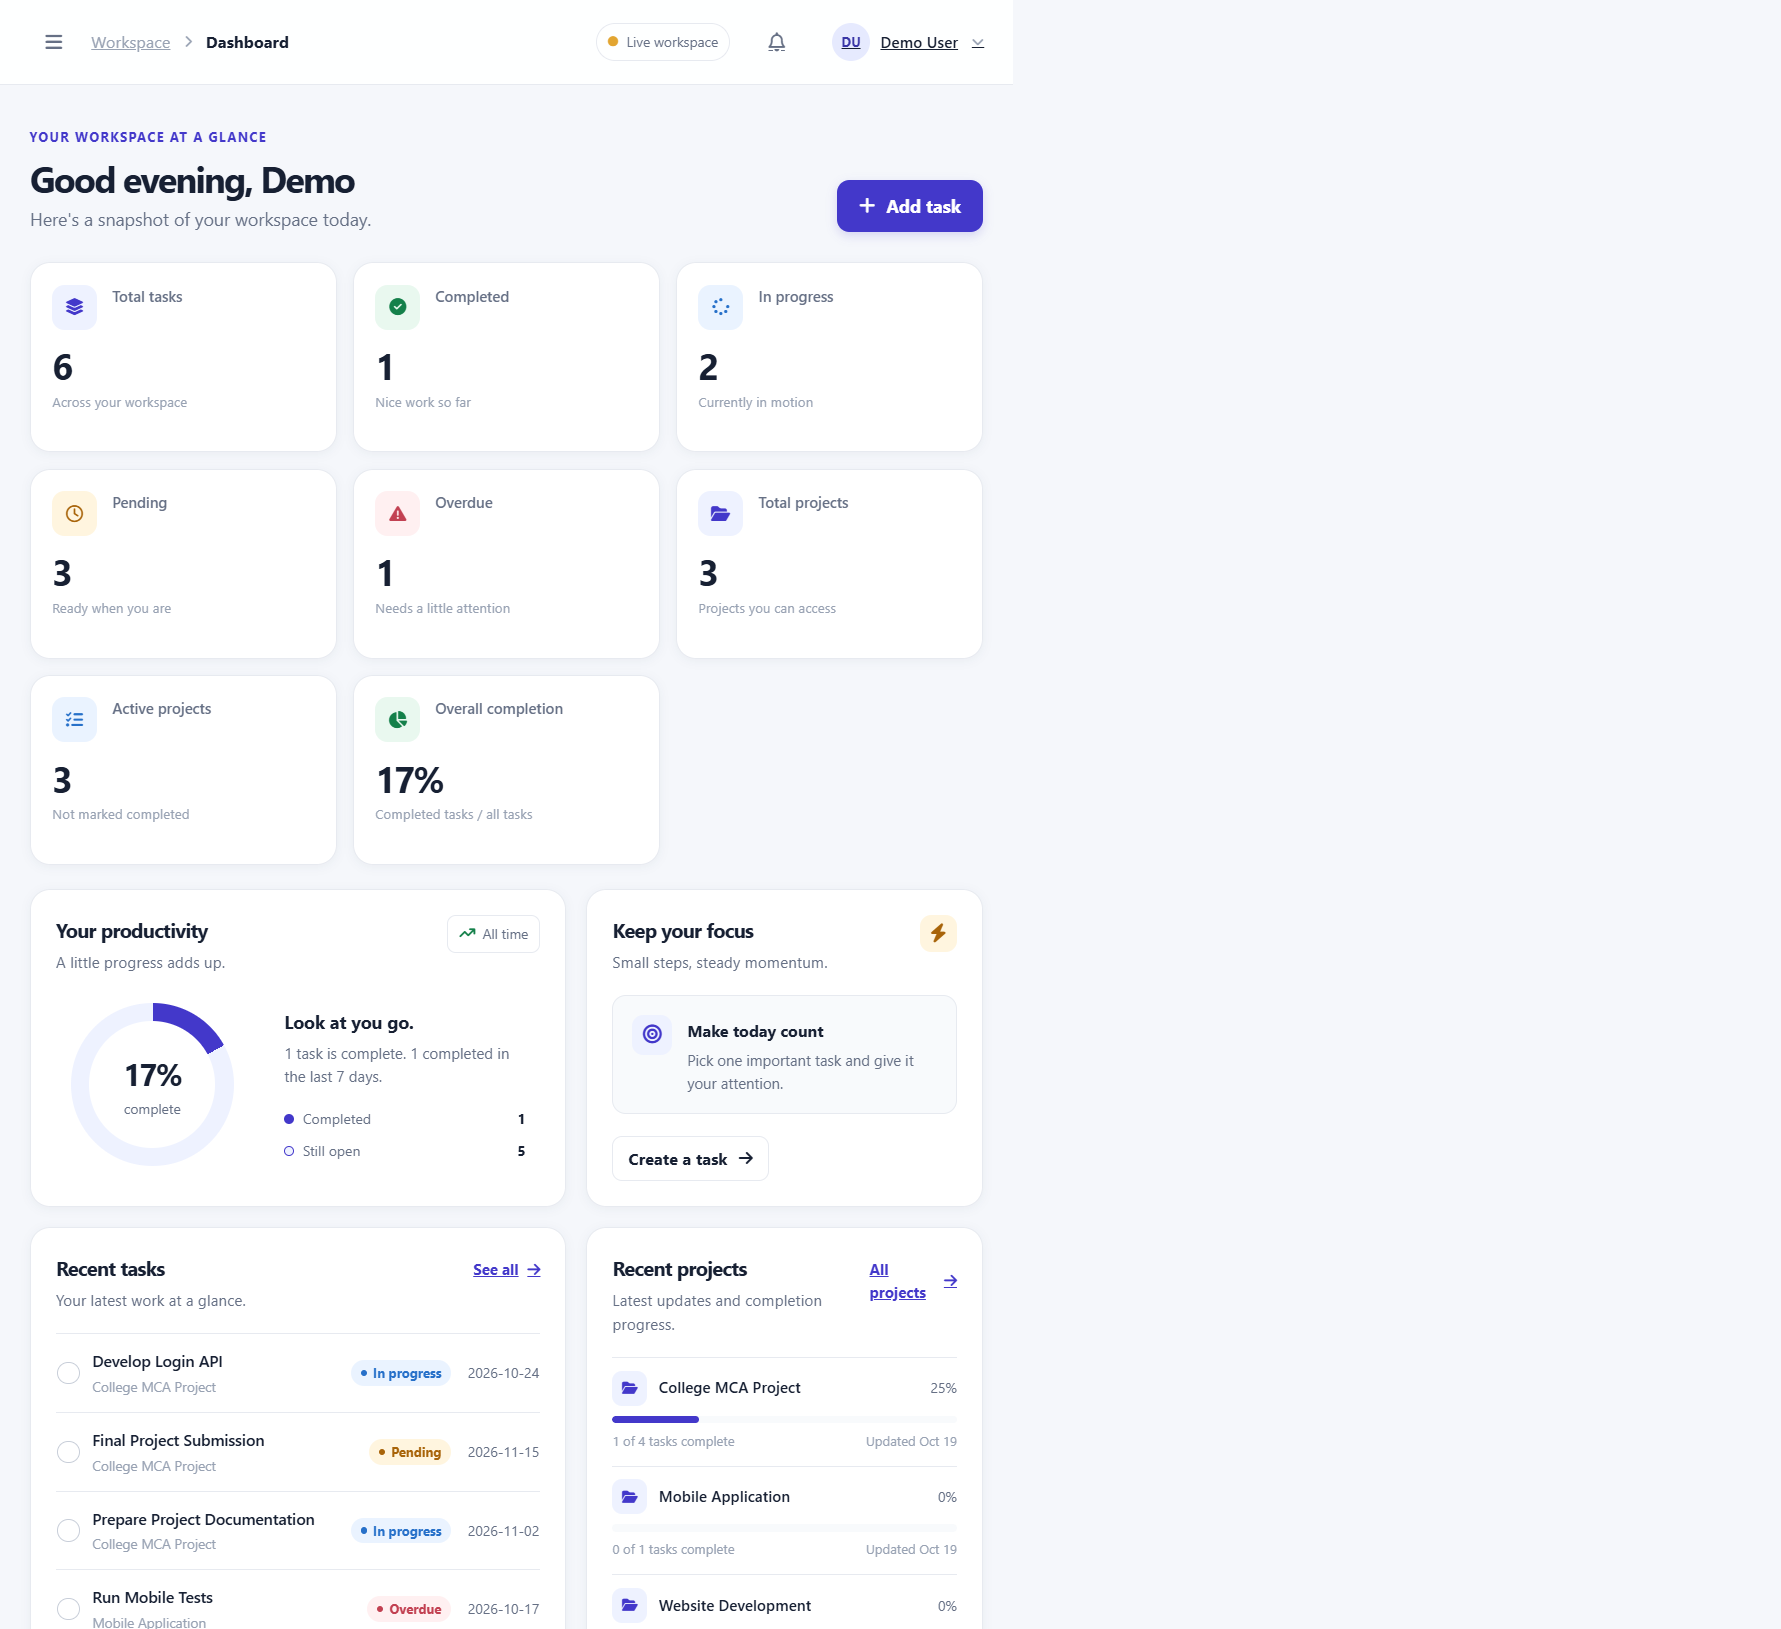 Workspace > Dashboard
Live workspace
DU Demo User
YOUR WORKSPACE AT A GLANCE
Good evening, Demo
Here's a snapshot of your workspace today.
+ Add task
Total tasks
6
Across your workspace
Completed
1
Nice work so far
In progress
2
Currently in motion
Pending
3
Ready when you are
Overdue
1
Needs a little attention
Total projects
3
Projects you can access
Active projects
3
Not marked completed
Overall completion
17%
Completed tasks / all tasks
Your productivity
All time
A little progress adds up.
17%
complete
Look at you go.
1 task is complete. 1 completed in
the last 7 days.
Completed 1
Still open 5
Keep your focus
Small steps, steady momentum.
Make today count
Pick one important task and give it
your attention.
Create a task →
Recent tasks
See all →
Your latest work at a glance.
Develop Login API
College MCA Project
In progress
2026-10-24
Final Project Submission
College MCA Project
Pending
2026-11-15
Prepare Project Documentation
College MCA Project
In progress
2026-11-02
Run Mobile Tests
Mobile Application
Overdue
2026-10-17
Recent projects
All
projects →
Latest updates and completion
progress.
College MCA Project 25%
1 of 4 tasks complete Updated Oct 19
Mobile Application 0%
0 of 1 tasks complete Updated Oct 19
Website Development 0%